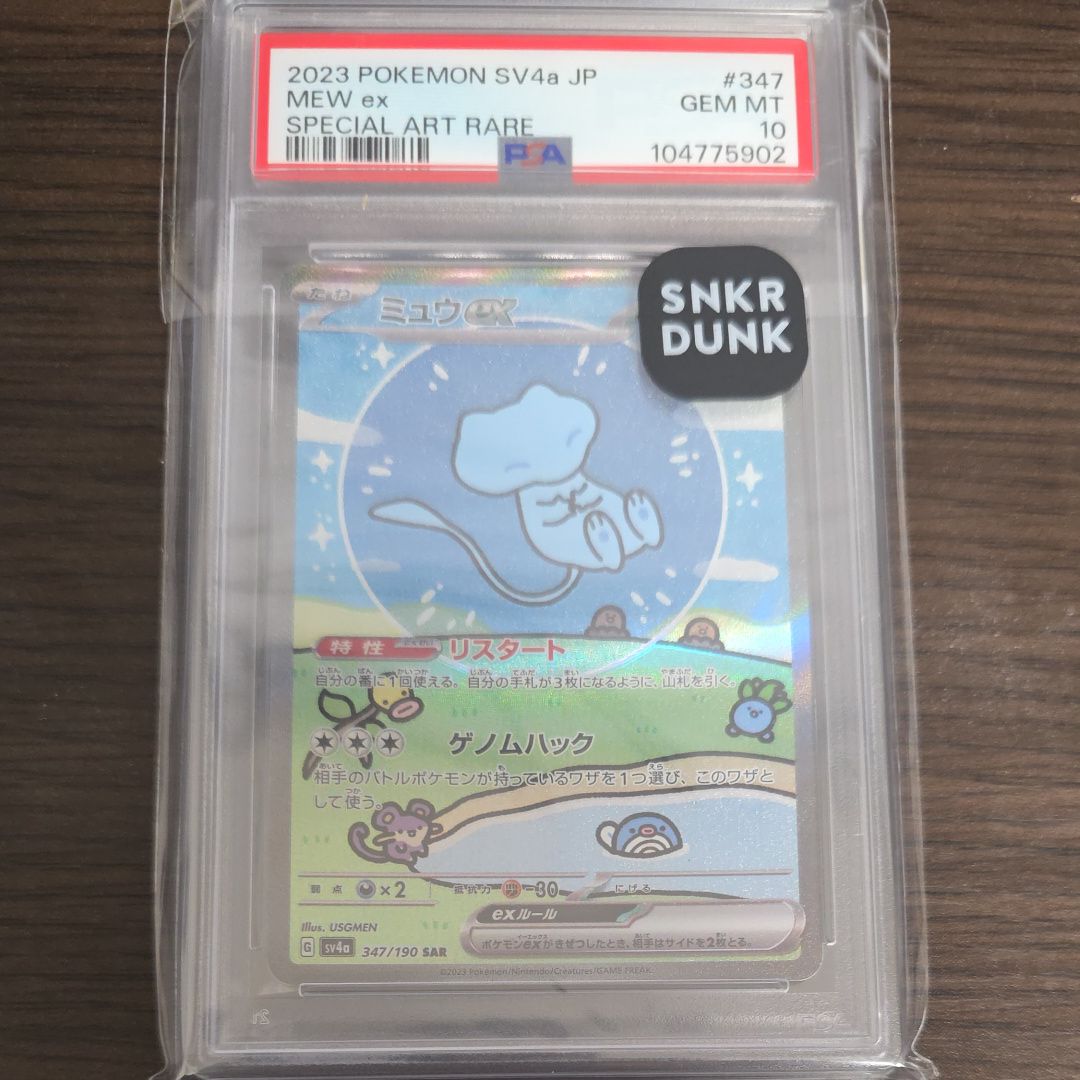 2023 POKEMON SV4a JP #347
MEW ex GEM MT
SPECIAL ART RARE 10
PSA 104775902
SNKR
DUNK
たね
ミュウex
特性 リスタート
自分の番に1回使える。自分の手札が3枚になるように、山札を引く。
ゲノムハック
相手のバトルポケモンが持っているワザを1つ選び、このワザと
して使う。
弱点 ×2 抵抗力 -30 にげる
exルール
ポケモンexがきぜつしたとき、相手はサイドを2枚とる。
Illus. USGMEN
G SV4a 347/190 SAR
©2023 Pokémon/Nintendo/Creatures/GAME FREAK.